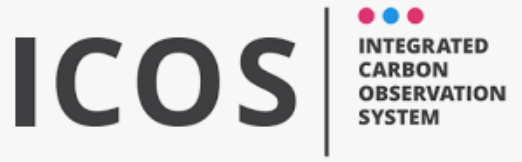 ICOS
INTEGRATED
CARBON
OBSERVATION
SYSTEM